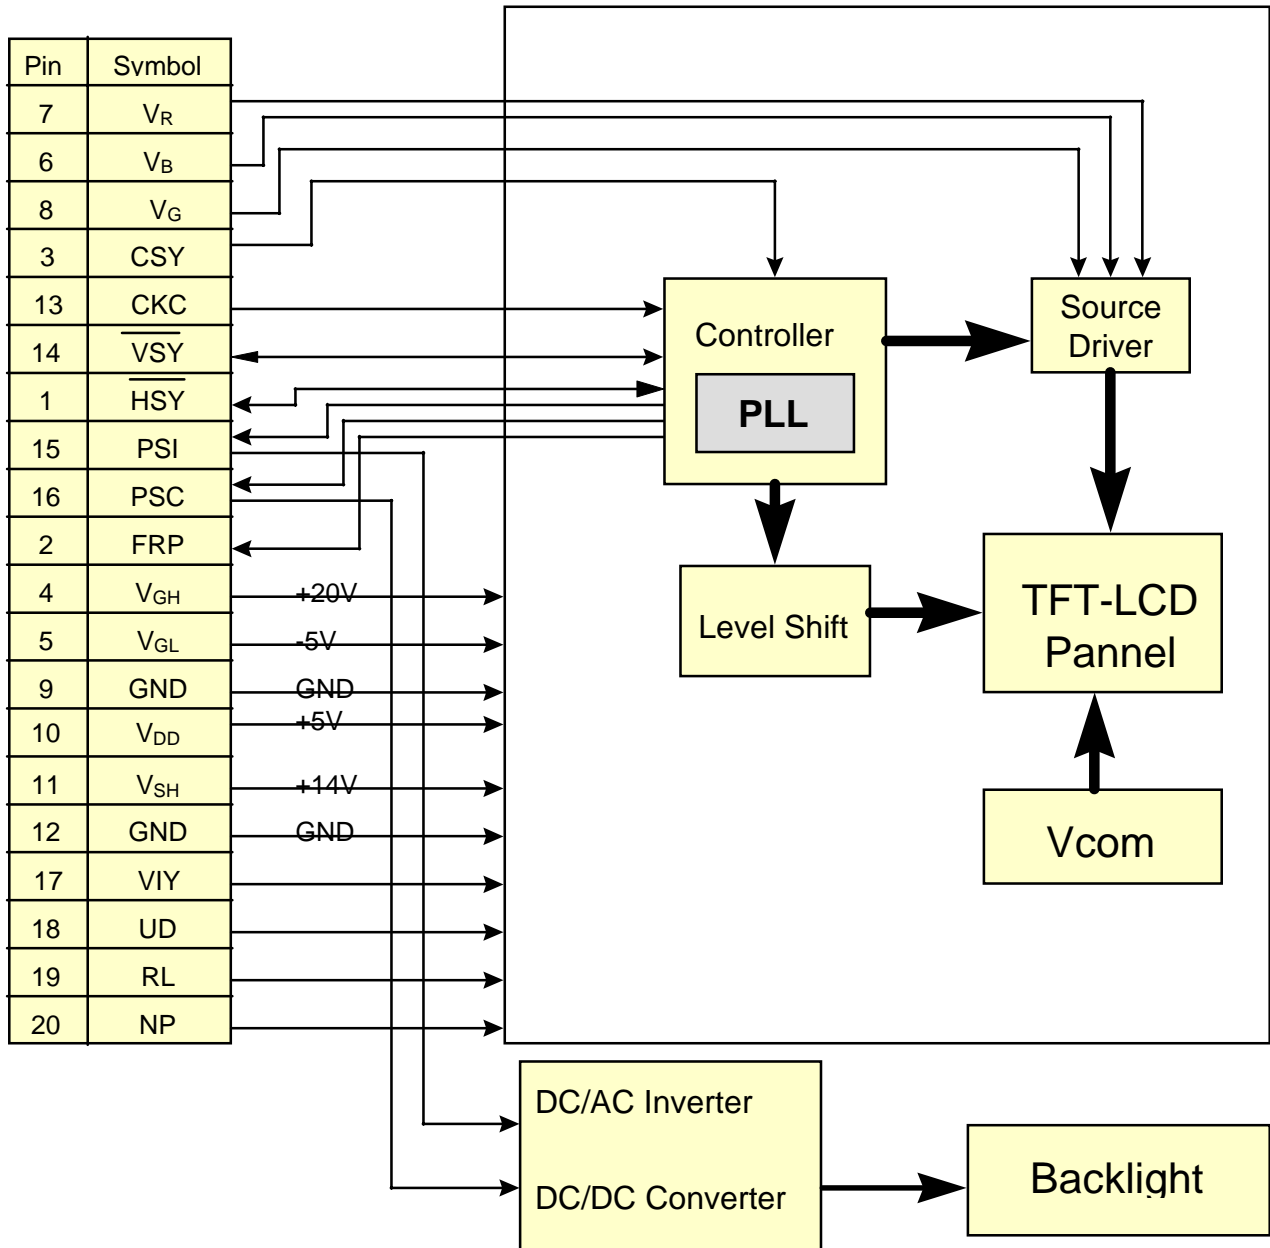 Pin Symbol
7 VR
6 VB
8 VG
3 CSY
13 CKC
14 VSY
1 HSY
15 PSI
16 PSC
2 FRP
4 VGH +20V
5 VGL -5V
9 GND GND
10 VDD +5V
11 VSH +14V
12 GND GND
17 VIY
18 UD
19 RL
20 NP
Controller
PLL
Source
Driver
Level Shift
TFT-LCD
Pannel
Vcom
DC/AC Inverter
DC/DC Converter
Backlight